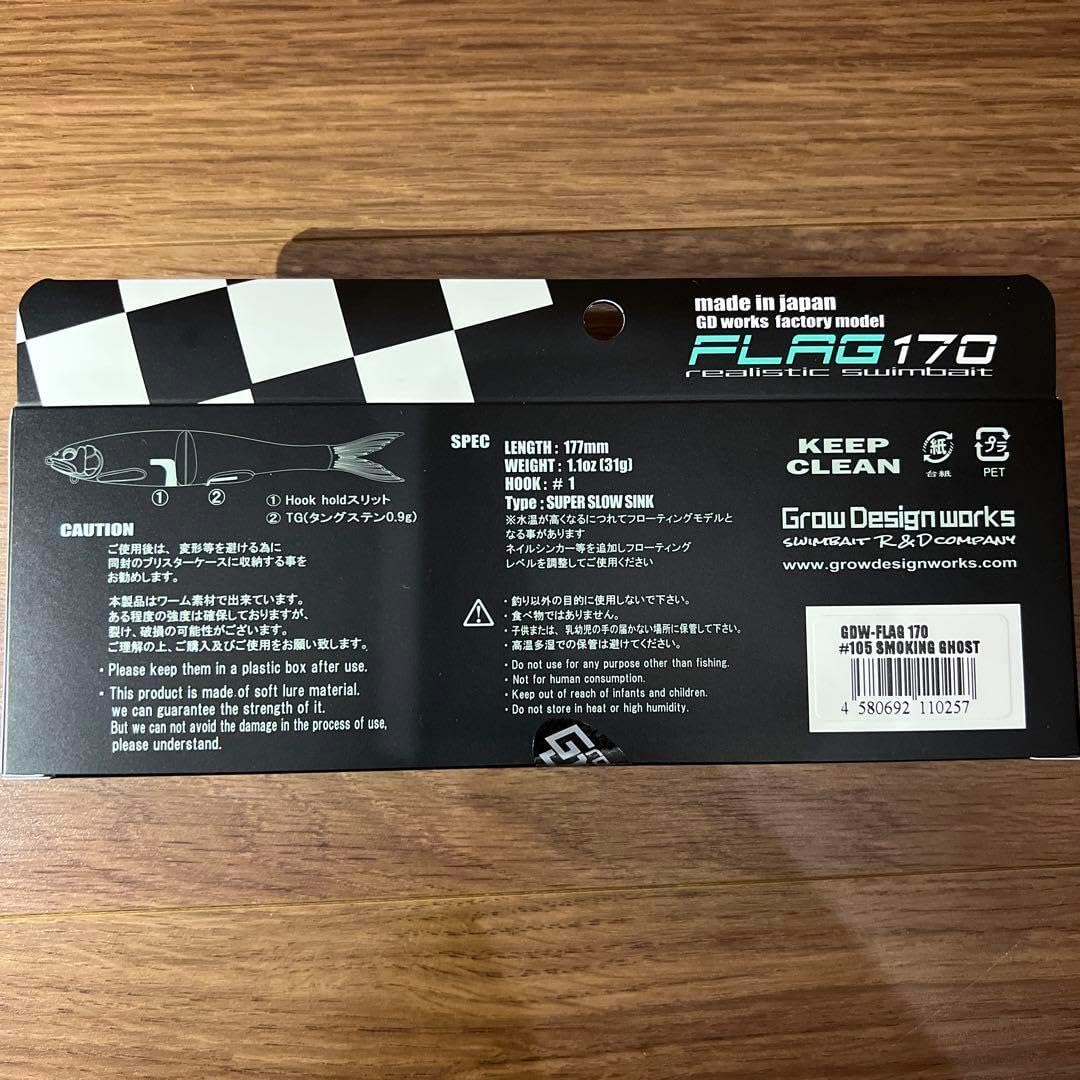 made in japan
GD works factory model
FLAG 170
realistic swimbait
① ②
① Hook holdスリット
② TG(タングステン0.9g)
CAUTION
ご使用後は、変形等を避ける為に
同封のブリスターケースに収納する事を
お勧めします。
本製品はワーム素材で出来ています。
ある程度の強度は確保しておりますが、
裂け、破損の可能性がございます。
ご理解の上、ご購入及びご使用をお願い致します。
・Please keep them in a plastic box after use.
・This product is made of soft lure material.
we can guarantee the strength of it.
But we can not avoid the damage in the process of use,
please understand.
SPEC
LENGTH : 177mm
WEIGHT : 1.1oz (31g)
HOOK : # 1
Type : SUPER SLOW SINK
※水温が高くなるにつれてフローティングモデルと
なる事があります
ネイルシンカー等を追加しフローティング
レベルを調整してご使用ください
・釣り以外の目的に使用しないで下さい。
・食べ物ではありません。
・子供または、乳幼児の手の届かない場所に保管して下さい。
・高温多湿での保管は避けてください。
・Do not use for any purpose other than fishing.
・Not for human consumption.
・Keep out of reach of infants and children.
・Do not store in heat or high humidity.
KEEP
CLEAN
紙
台紙
プラ
PET
Grow Design works
SWIMBAIT R&D COMPANY
www.growdesignworks.com
GDW-FLAG 170
#105 SMOKING GHOST
4 580692 110257